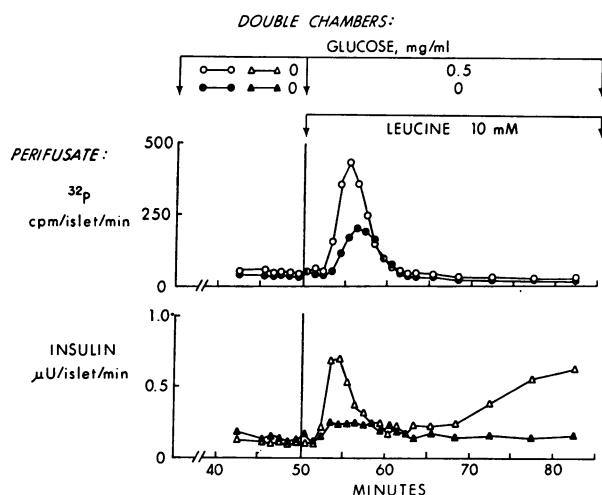 DOUBLE CHAMBERS:
GLUCOSE, mg/ml
0 0.5
0 0
LEUCINE 10 mM
PERIFUSATE:
32p
cpm/islet/min
500
250
0
INSULIN
μU/islet/min
1.0
0.5
0
40 50 60 70 80
MINUTES